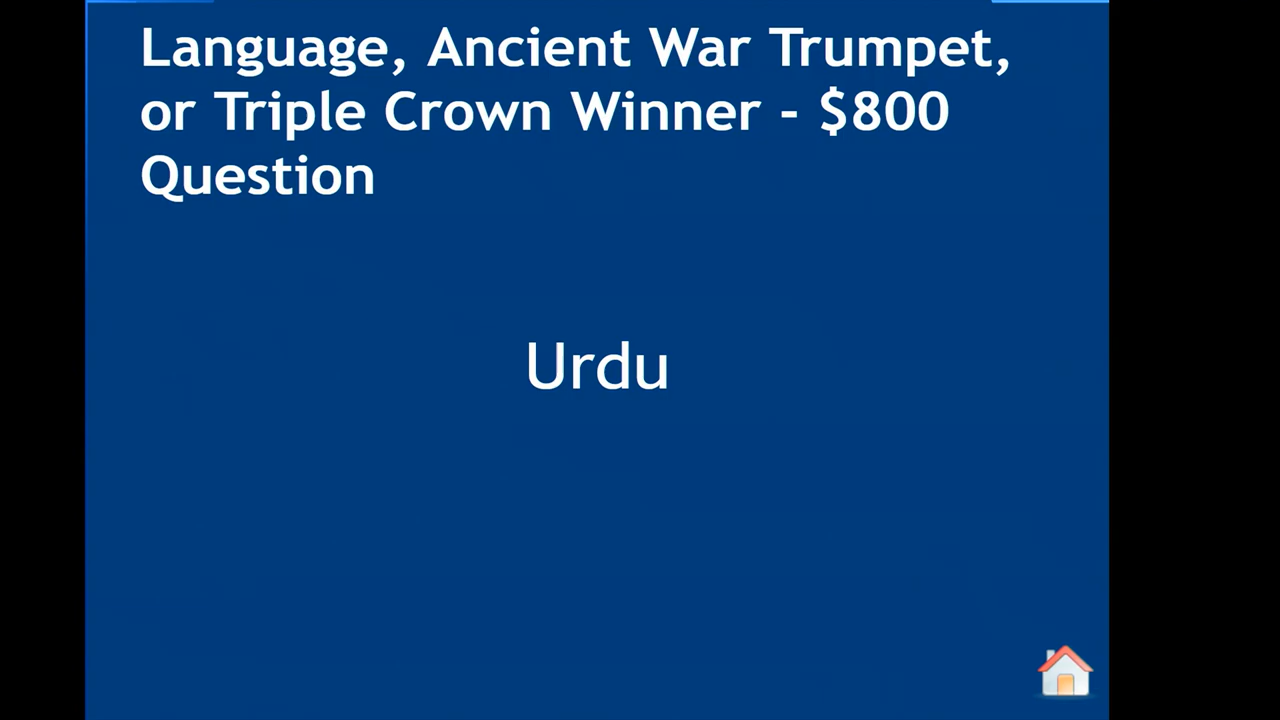 Language, Ancient War Trumpet,
or Triple Crown Winner - $800
Question
Urdu